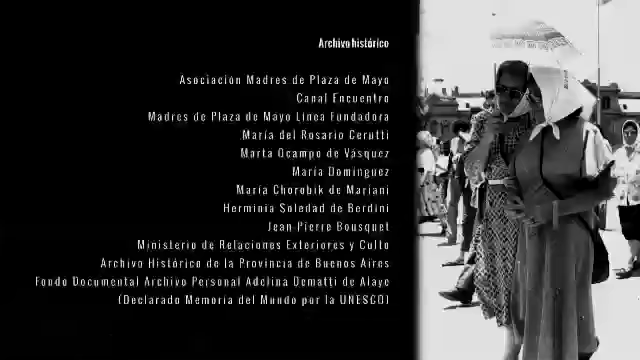 Archivo histórico
Asociación Madres de Plaza de Mayo
Canal Encuentro
Madres de Plaza de Mayo Línea Fundadora
María del Rosario Cerutti
Marta Ocampo de Vásquez
María Domínguez
María Chorobik de Mariani
Herminia Soledad de Berdini
Jean Pierre Bousquet
Ministerio de Relaciones Exteriores y Culto
Archivo Histórico de la Provincia de Buenos Aires
Fondo Documental Archivo Personal Adelina Dematti de Alaye
(Declarado Memoria del Mundo por la UNESCO)